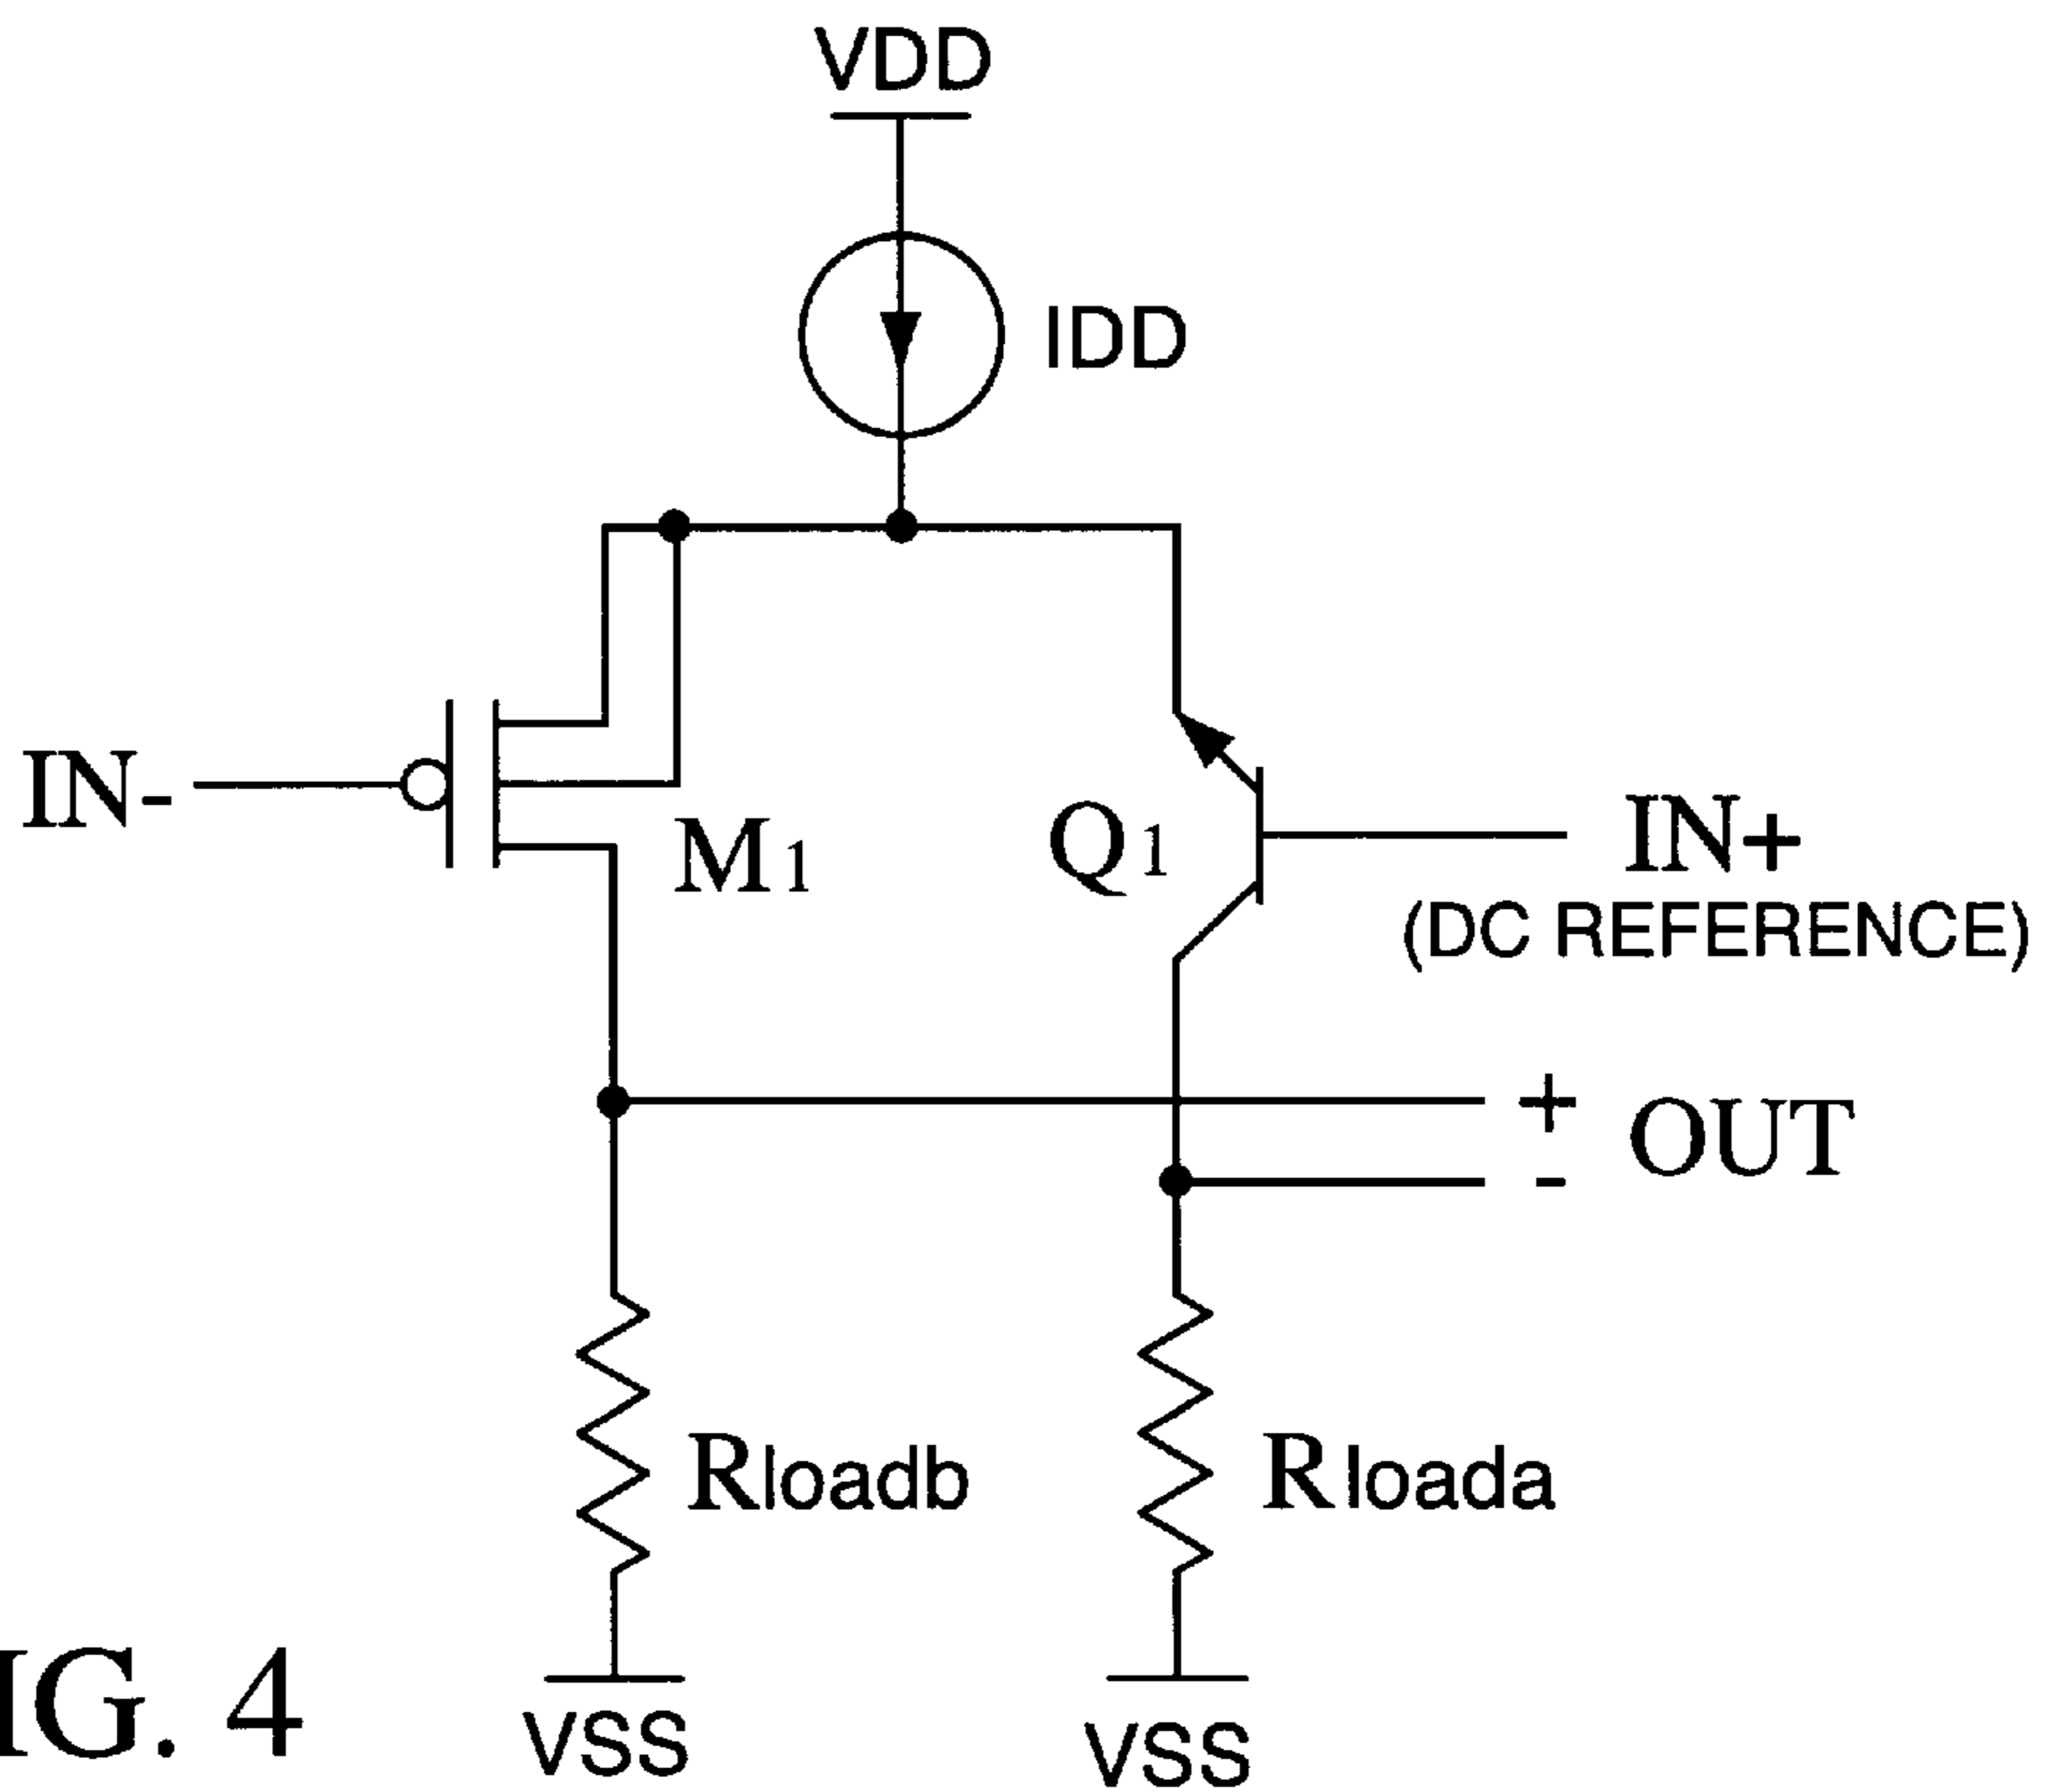 VDD
IDD
IN-
M1
Q1
IN+
(DC REFERENCE)
+
OUT
-
Rloadb
Rloada
IG. 4
VSS
VSS